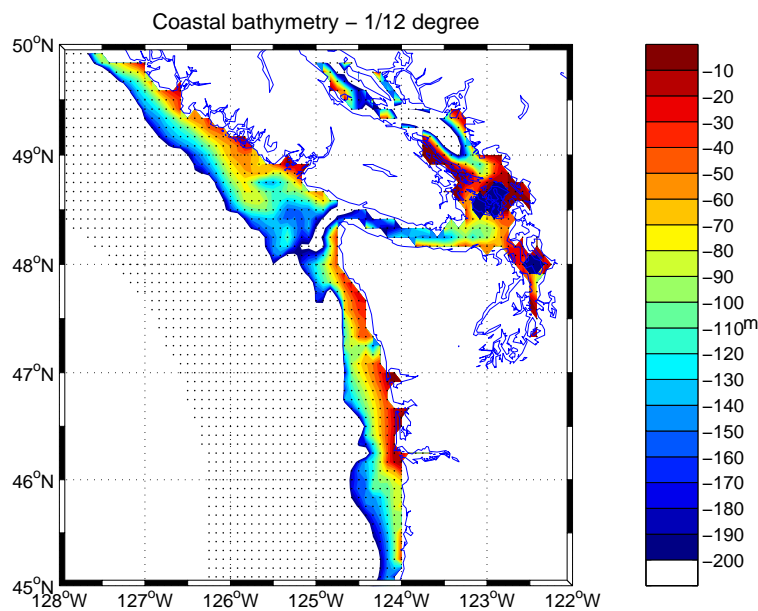 Coastal bathymetry − 1/12 degree
50°N
49°N
48°N
47°N
46°N
45°N
128°W 127°W 126°W 125°W 124°W 123°W 122°W
−10
−20
−30
−40
−50
−60
−70
−80
−90
−100
−110 m
−120
−130
−140
−150
−160
−170
−180
−190
−200